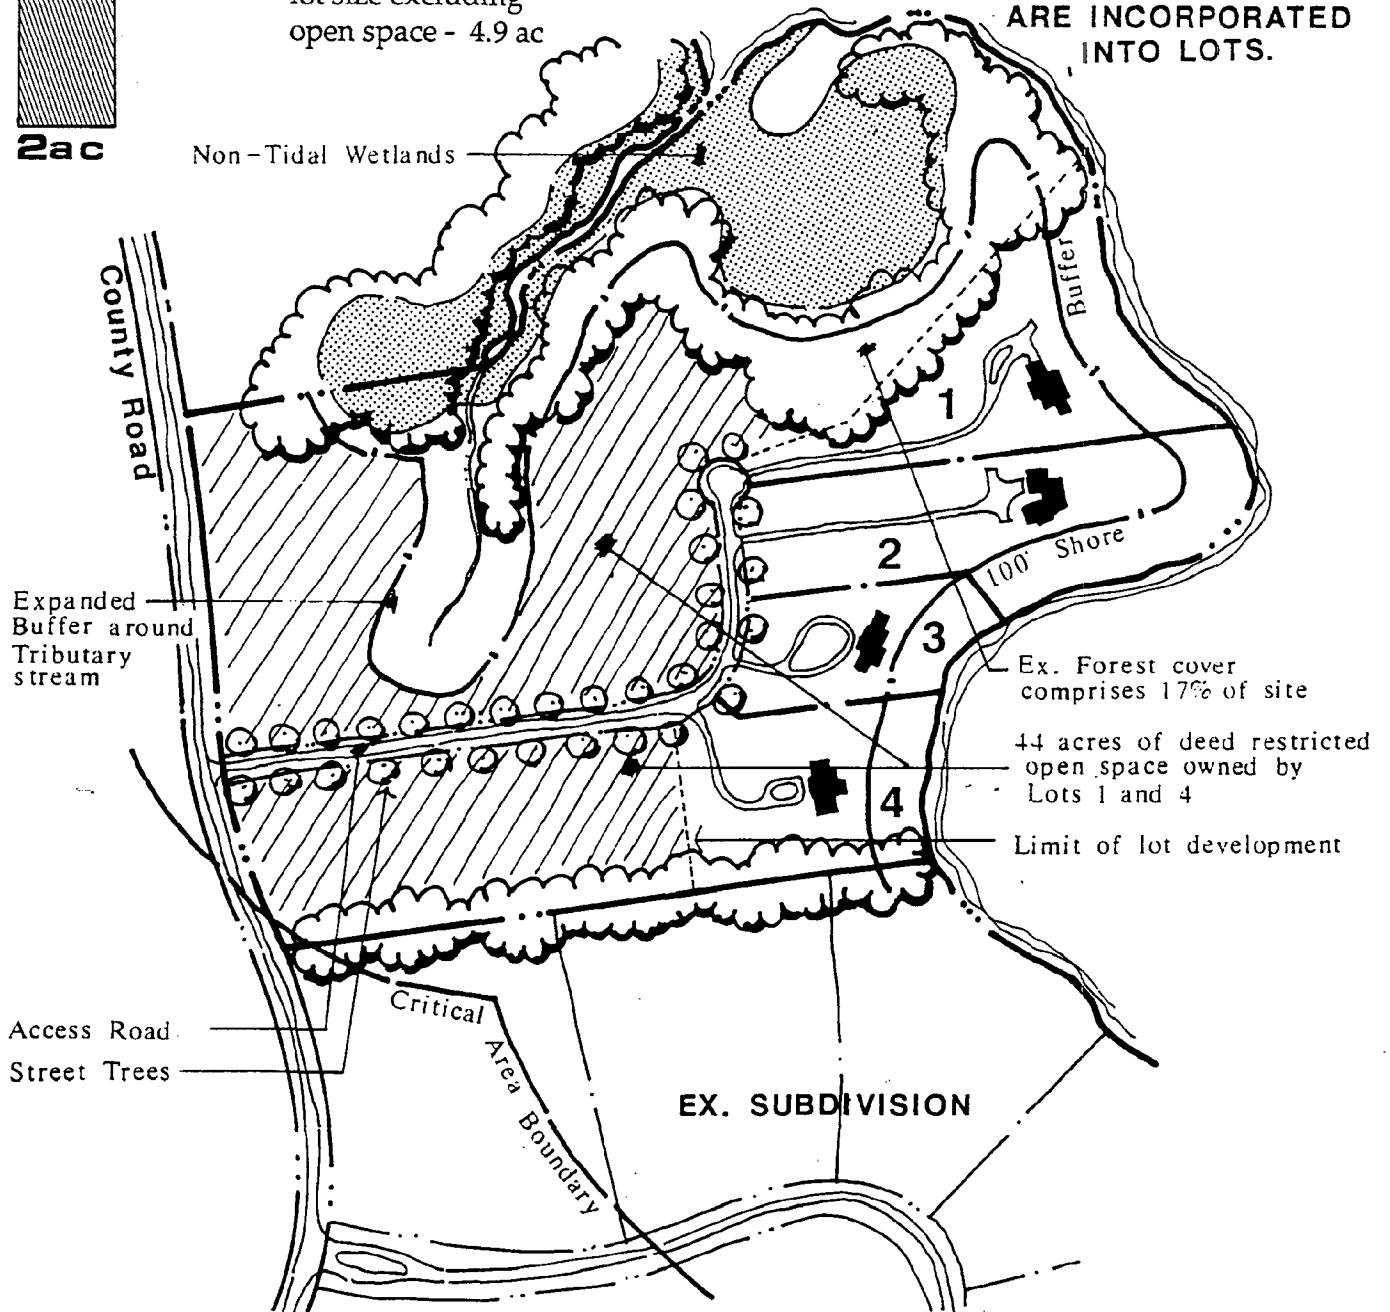 lot size excluding
open space - 4.9 ac
ARE INCORPORATED
INTO LOTS.
2ac
Non-Tidal Wetlands
County Road
Buffer
1
2
100' Shore
3
4
Expanded
Buffer around
Tributary
stream
Ex. Forest cover
comprises 17% of site
44 acres of deed restricted
open space owned by
Lots 1 and 4
Limit of lot development
Access Road
Street Trees
Critical
Area Boundary
EX. SUBDIVISION